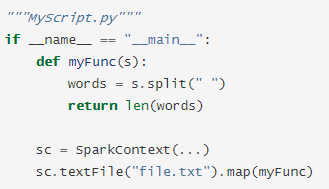 """MyScript.py"""
if __name__ == "__main__":
    def myFunc(s):
        words = s.split(" ")
        return len(words)

    sc = SparkContext(...)
    sc.textFile("file.txt").map(myFunc)